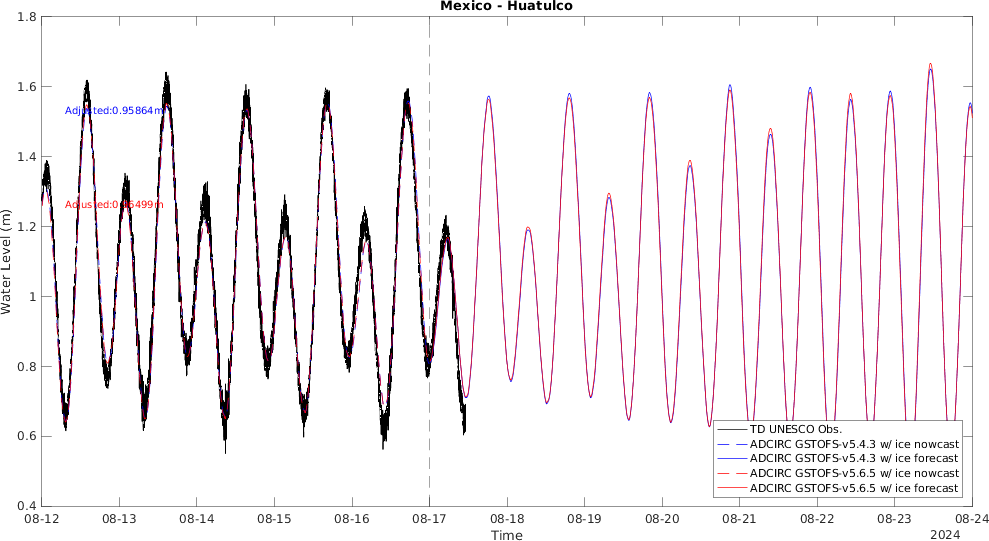 Mexico - Huatulco
Water Level (m)
1.8
1.6
1.4
1.2
1
0.8
0.6
0.4
Adjusted:0.95864m
TD UNESCO Obs.
ADCIRC GSTOFS-v5.4.3 w/ ice nowcast
ADCIRC GSTOFS-v5.4.3 w/ ice forecast
ADCIRC GSTOFS-v5.6.5 w/ ice nowcast
ADCIRC GSTOFS-v5.6.5 w/ ice forecast
08-12 08-13 08-14 08-15 08-16 08-17 08-18 08-19 08-20 08-21 08-22 08-23 08-24
Time
2024